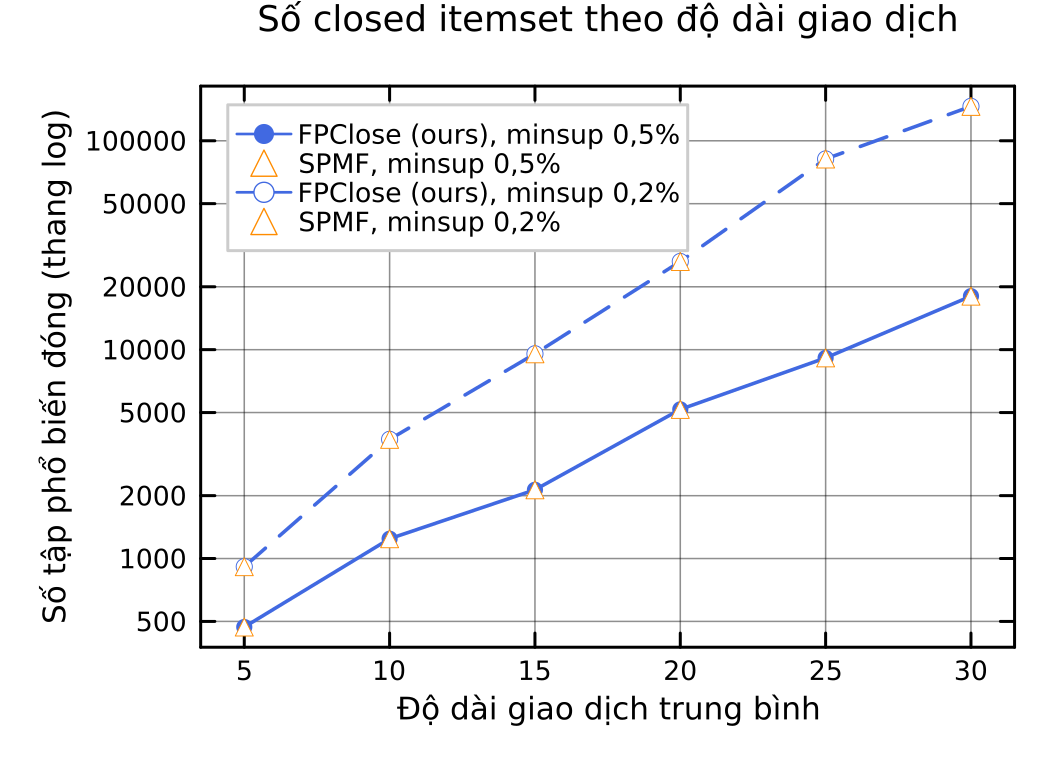 Số closed itemset theo độ dài giao dịch
FPClose (ours), minsup 0,5%
SPMF, minsup 0,5%
FPClose (ours), minsup 0,2%
SPMF, minsup 0,2%
Số tập phổ biến đóng (thang log)
100000
50000
20000
10000
5000
2000
1000
500
5 10 15 20 25 30
Độ dài giao dịch trung bình